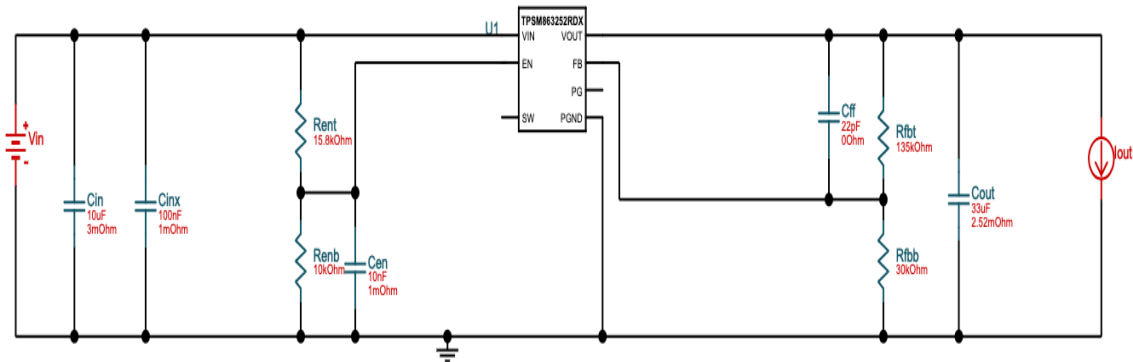 U1
TPSM863252RDX
VIN
VOUT
EN
FB
PG
SW
PGND
+
Vin
-
Cin
10uF
3mOhm
Cinx
100nF
1mOhm
Rent
15.8kOhm
Renb
10kOhm
Cen
10nF
1mOhm
Cff
22pF
0Ohm
Rfbt
135kOhm
Rfbb
30kOhm
Cout
33uF
2.52mOhm
Iout